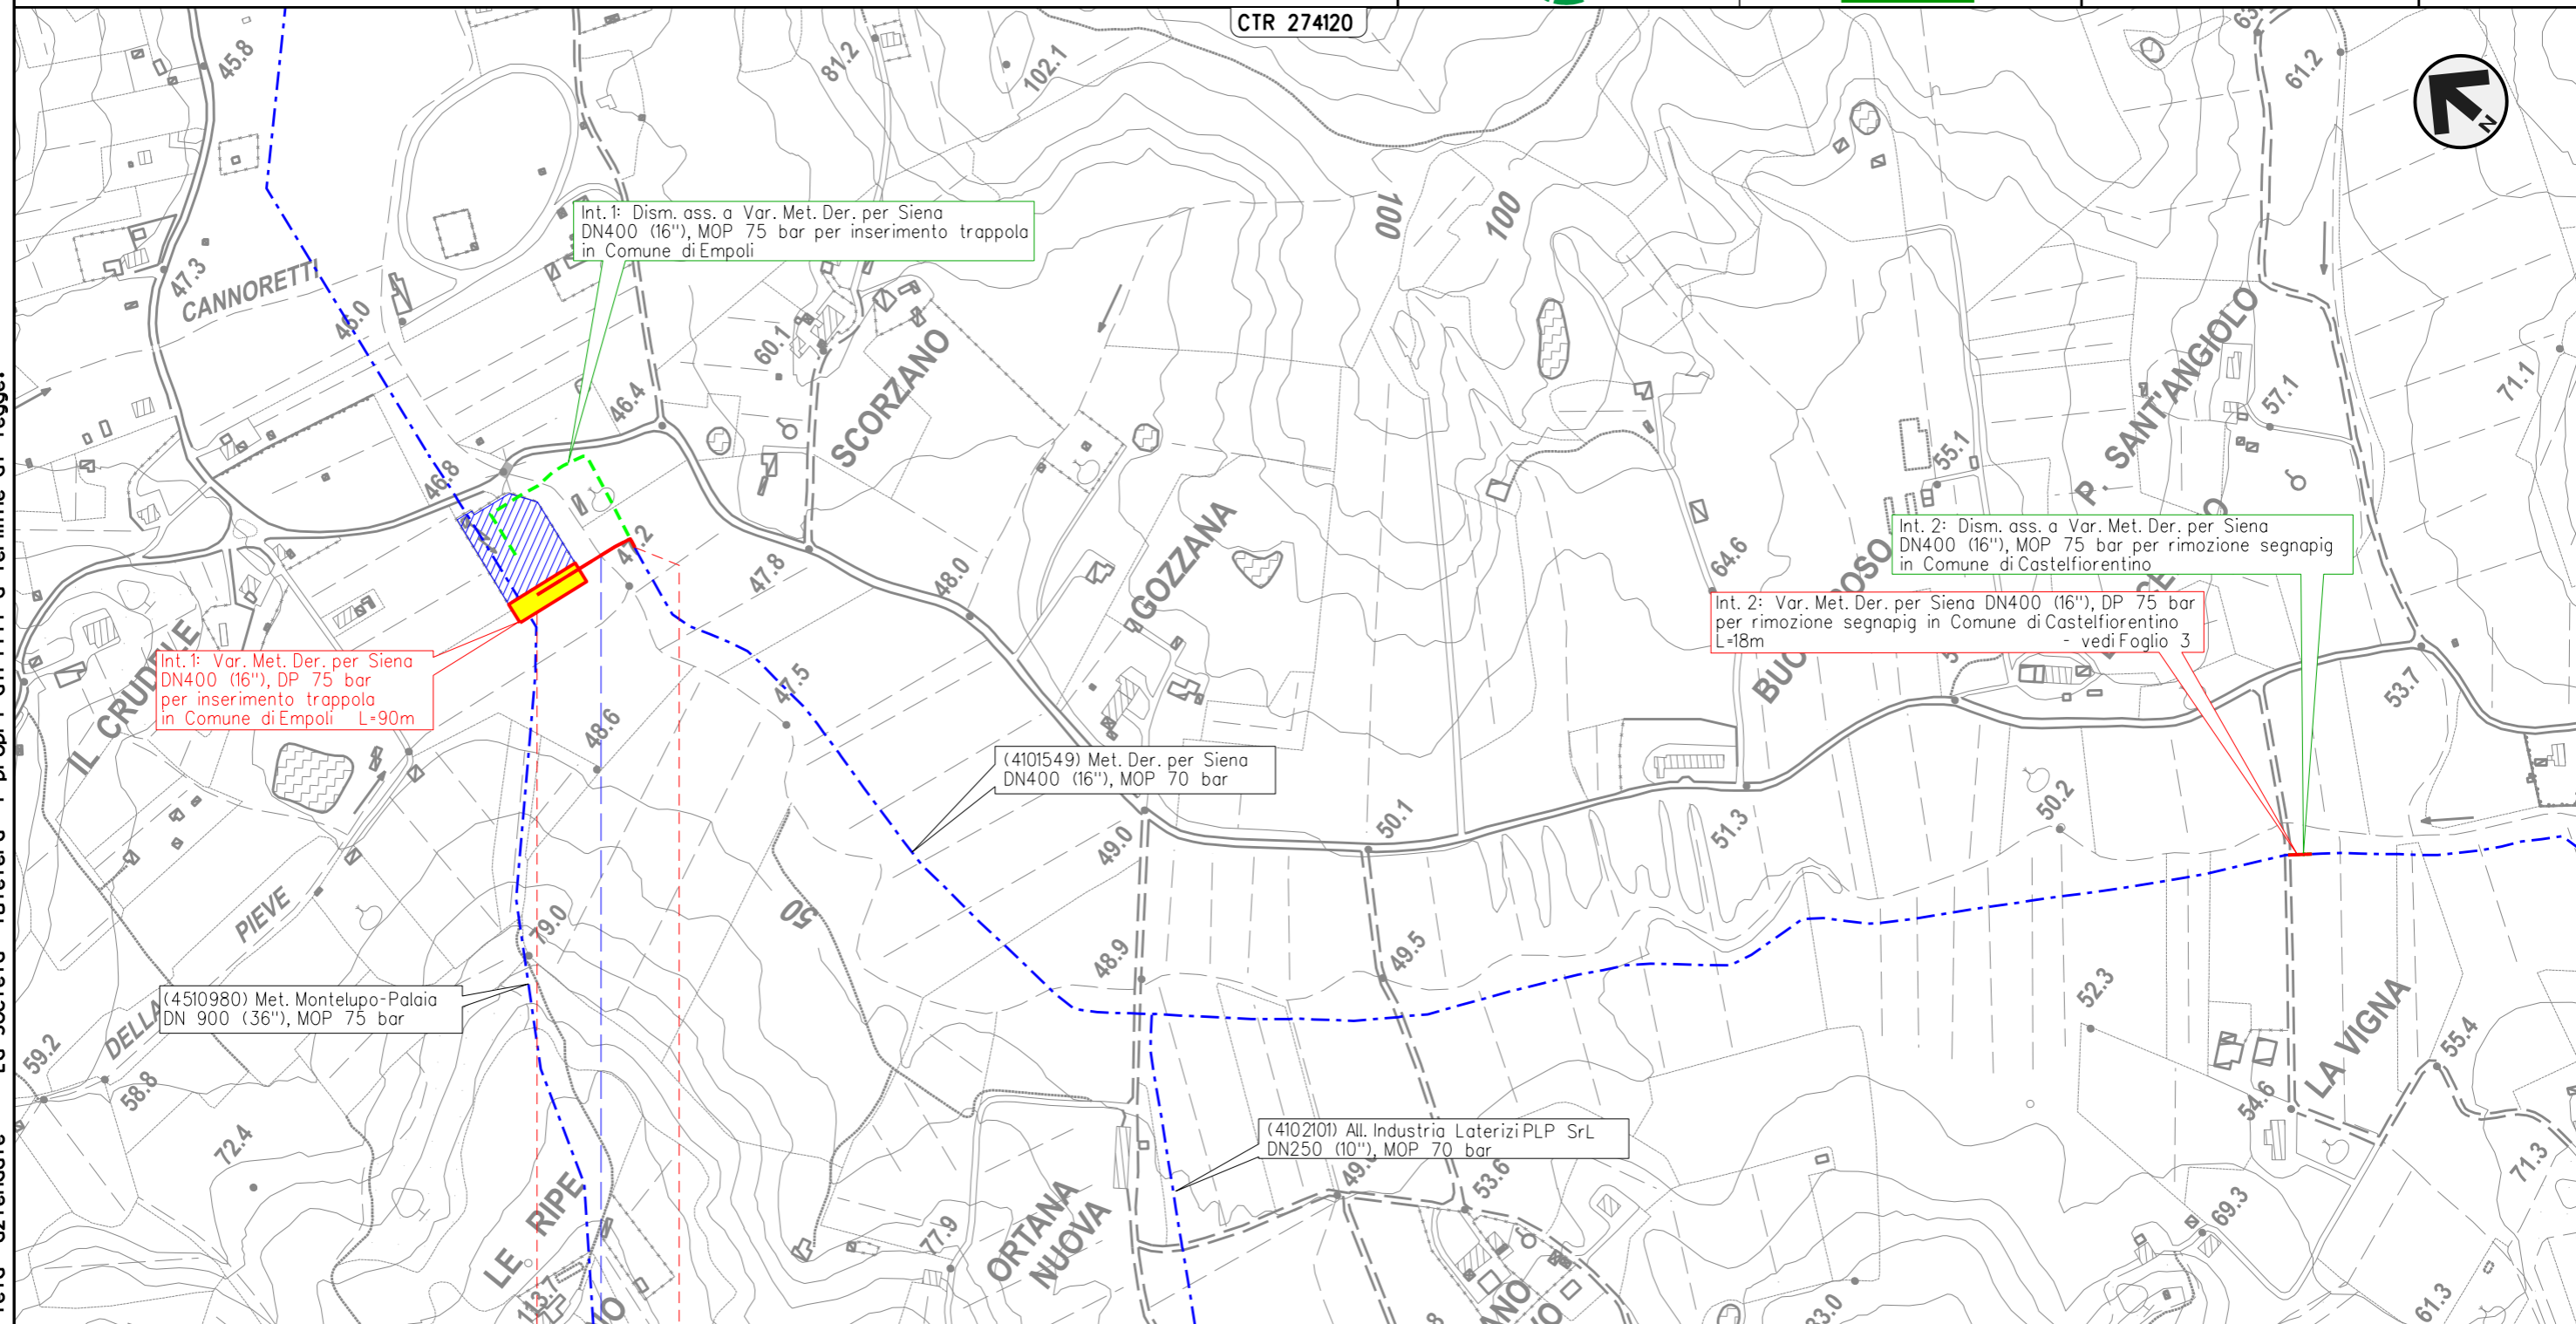 CTR 274120
45.8
81.2
102.1
63.
61.2
N
Int. 1: Dism. ass. a Var. Met. Der. per Siena
DN400 (16"), MOP 75 bar per inserimento trappola
in Comune di Empoli
100
100
47.3
CANNORETTI
46.0
60.1
SCORZANO
46.4
46.8
47.2
47.8
48.0
GOZZANA
P. SANT'ANGIOLO
57.1
71.1
55.1
64.6
Int. 2: Dism. ass. a Var. Met. Der. per Siena
DN400 (16"), MOP 75 bar per rimozione segnapig
in Comune di Castelfiorentino
Int. 2: Var. Met. Der. per Siena DN400 (16"), DP 75 bar
per rimozione segnapig in Comune di Castelfiorentino
L=18m - vedi Foglio 3
IL CRUDELE
Int. 1: Var. Met. Der. per Siena
DN400 (16"), DP 75 bar
per inserimento trappola
in Comune di Empoli L=90m
48.6
47.5
53.7
(4101549) Met. Der. per Siena
DN400 (16"), MOP 70 bar
49.0
50.1
51.3
50.2
PIEVE
DELLA
79.0
50
48.9
49.5
52.3
(4510980) Met. Montelupo-Palaia
DN 900 (36"), MOP 75 bar
59.2
58.8
72.4
LA VIGNA
55.4
54.6
(4102101) All. Industria Laterizi PLP SrL
DN250 (10"), MOP 70 bar
53.6
71.3
69.3
LE RIPE
113.7
77.9
ORTANA
NUOVA
61.3